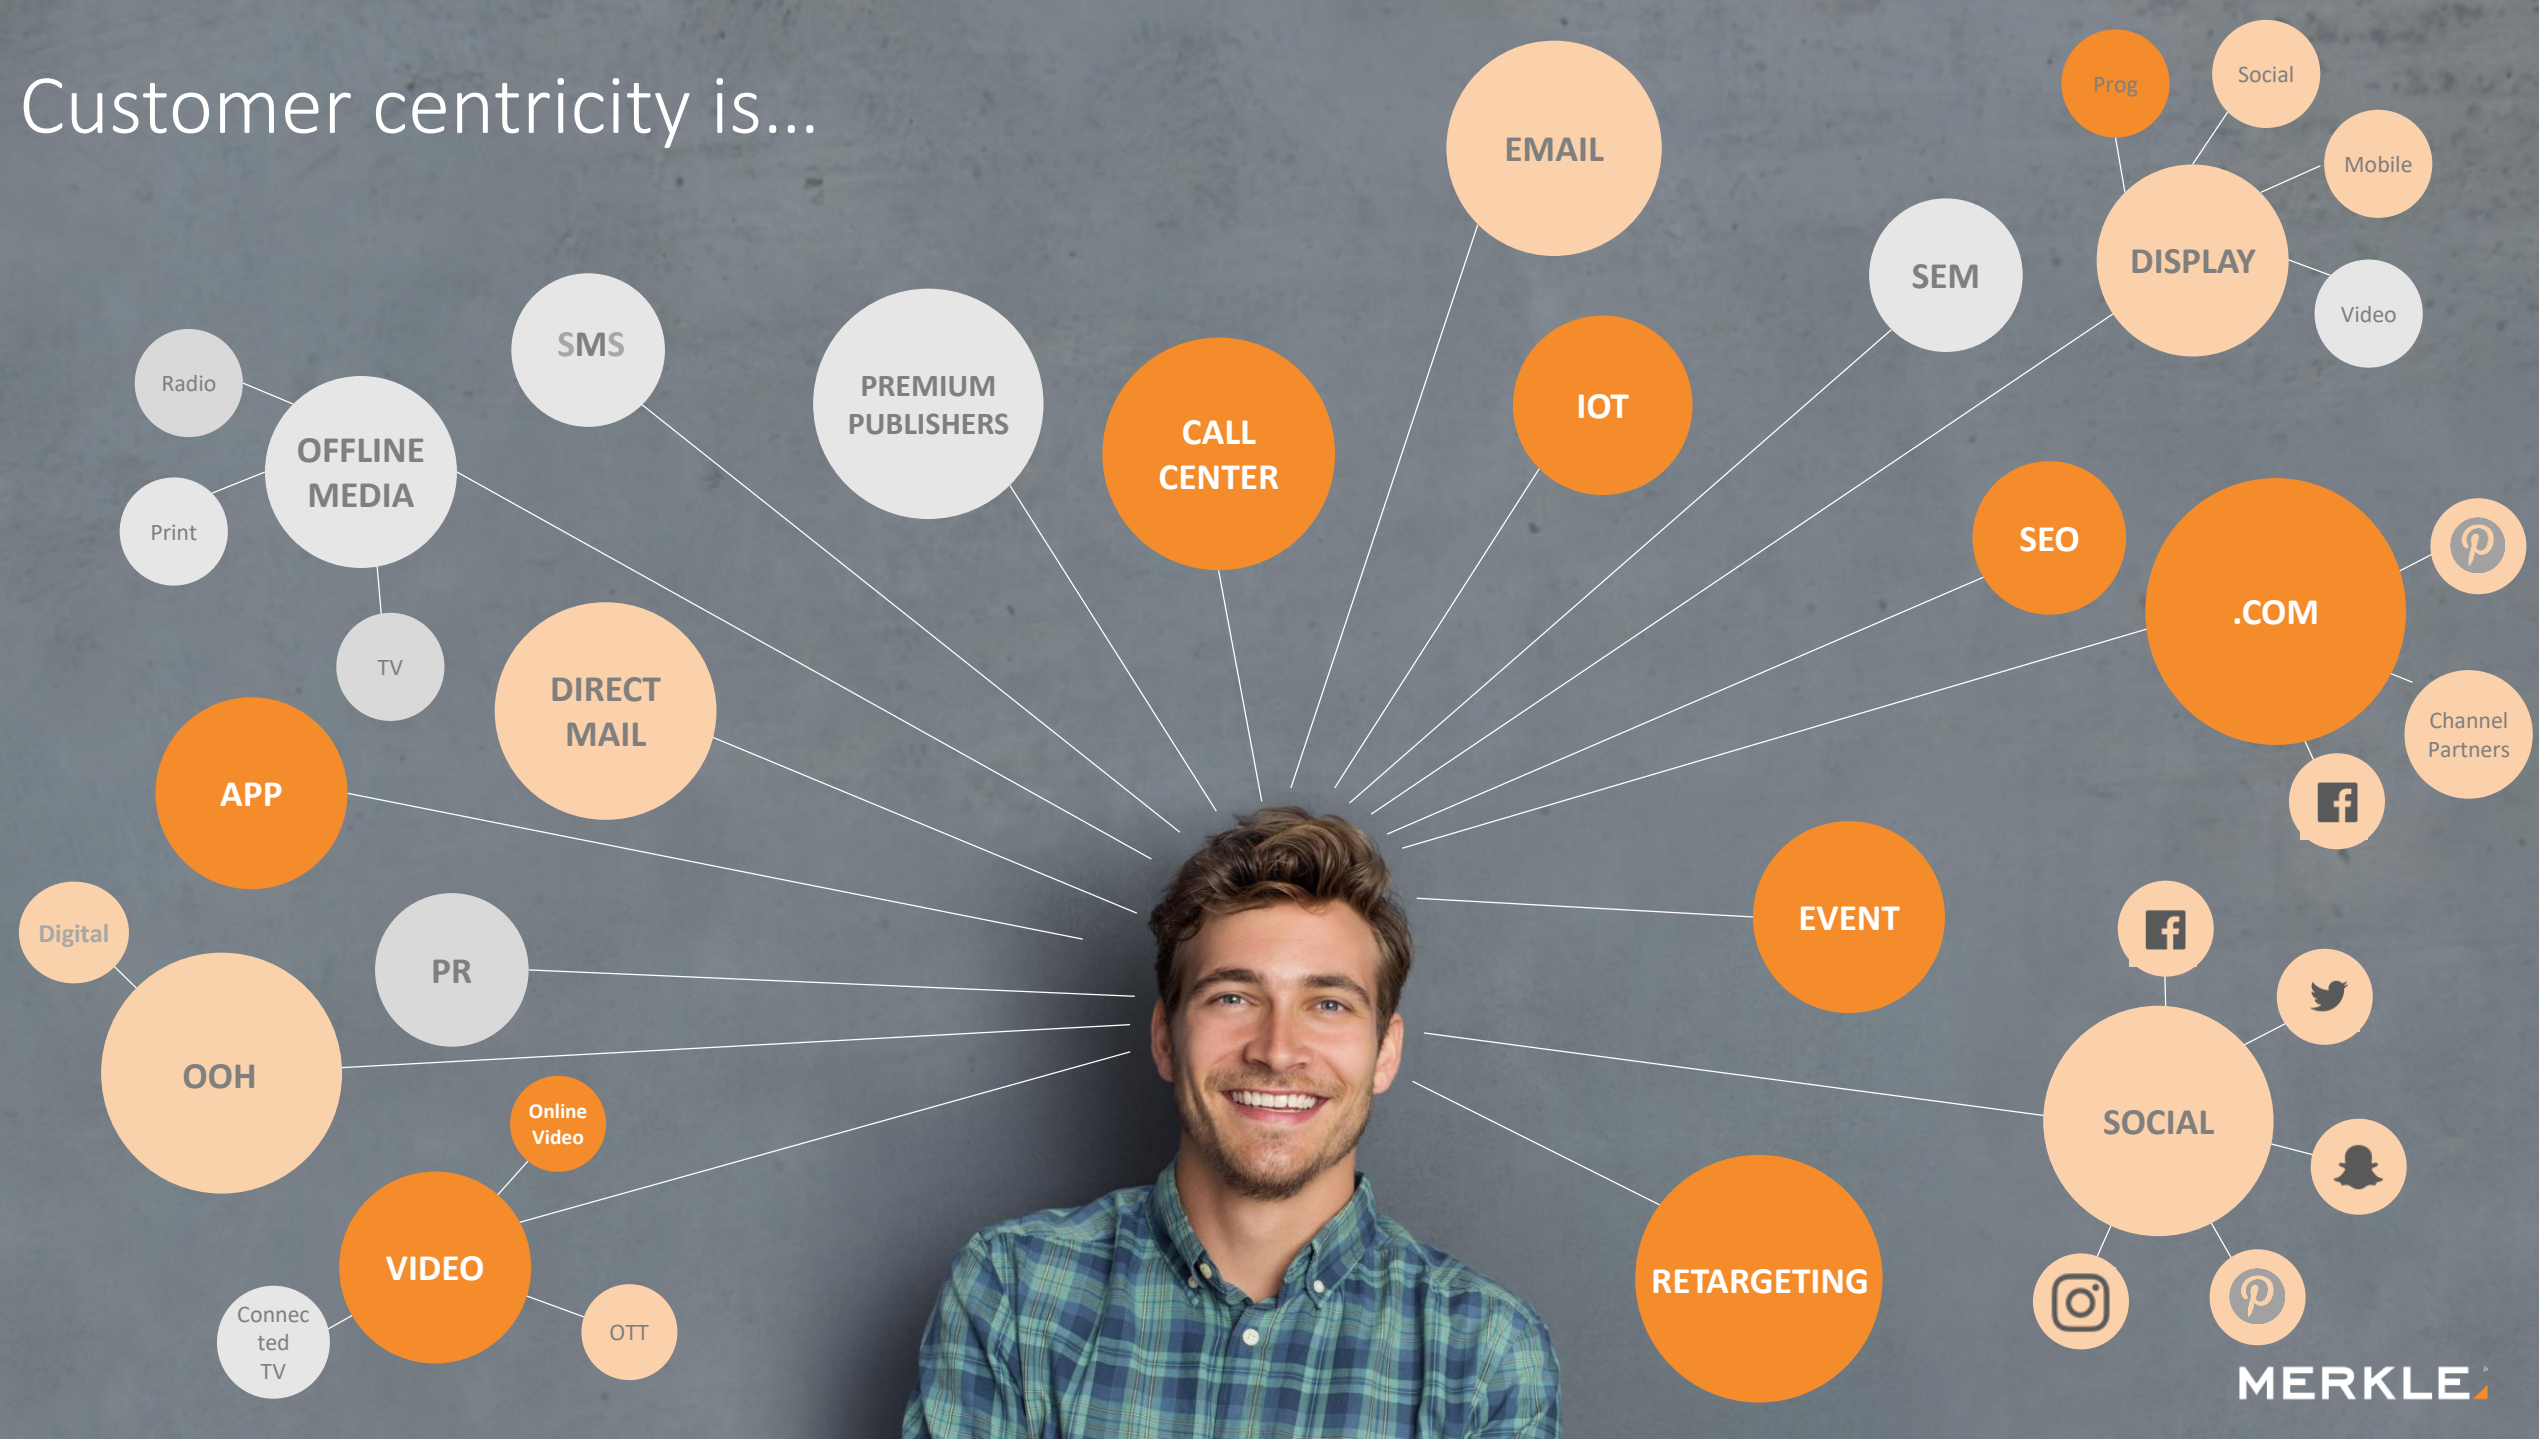 Customer centricity is...
Prog
Social
Mobile
EMAIL
DISPLAY
SEM
Video
SMS
Radio
PREMIUM
PUBLISHERS
IOT
CALL
CENTER
OFFLINE
MEDIA
Print
SEO
.COM
TV
DIRECT
MAIL
Channel
Partners
APP
EVENT
Digital
PR
OOH
Online
Video
SOCIAL
VIDEO
RETARGETING
Connec
ted
TV
OTT
MERKLE